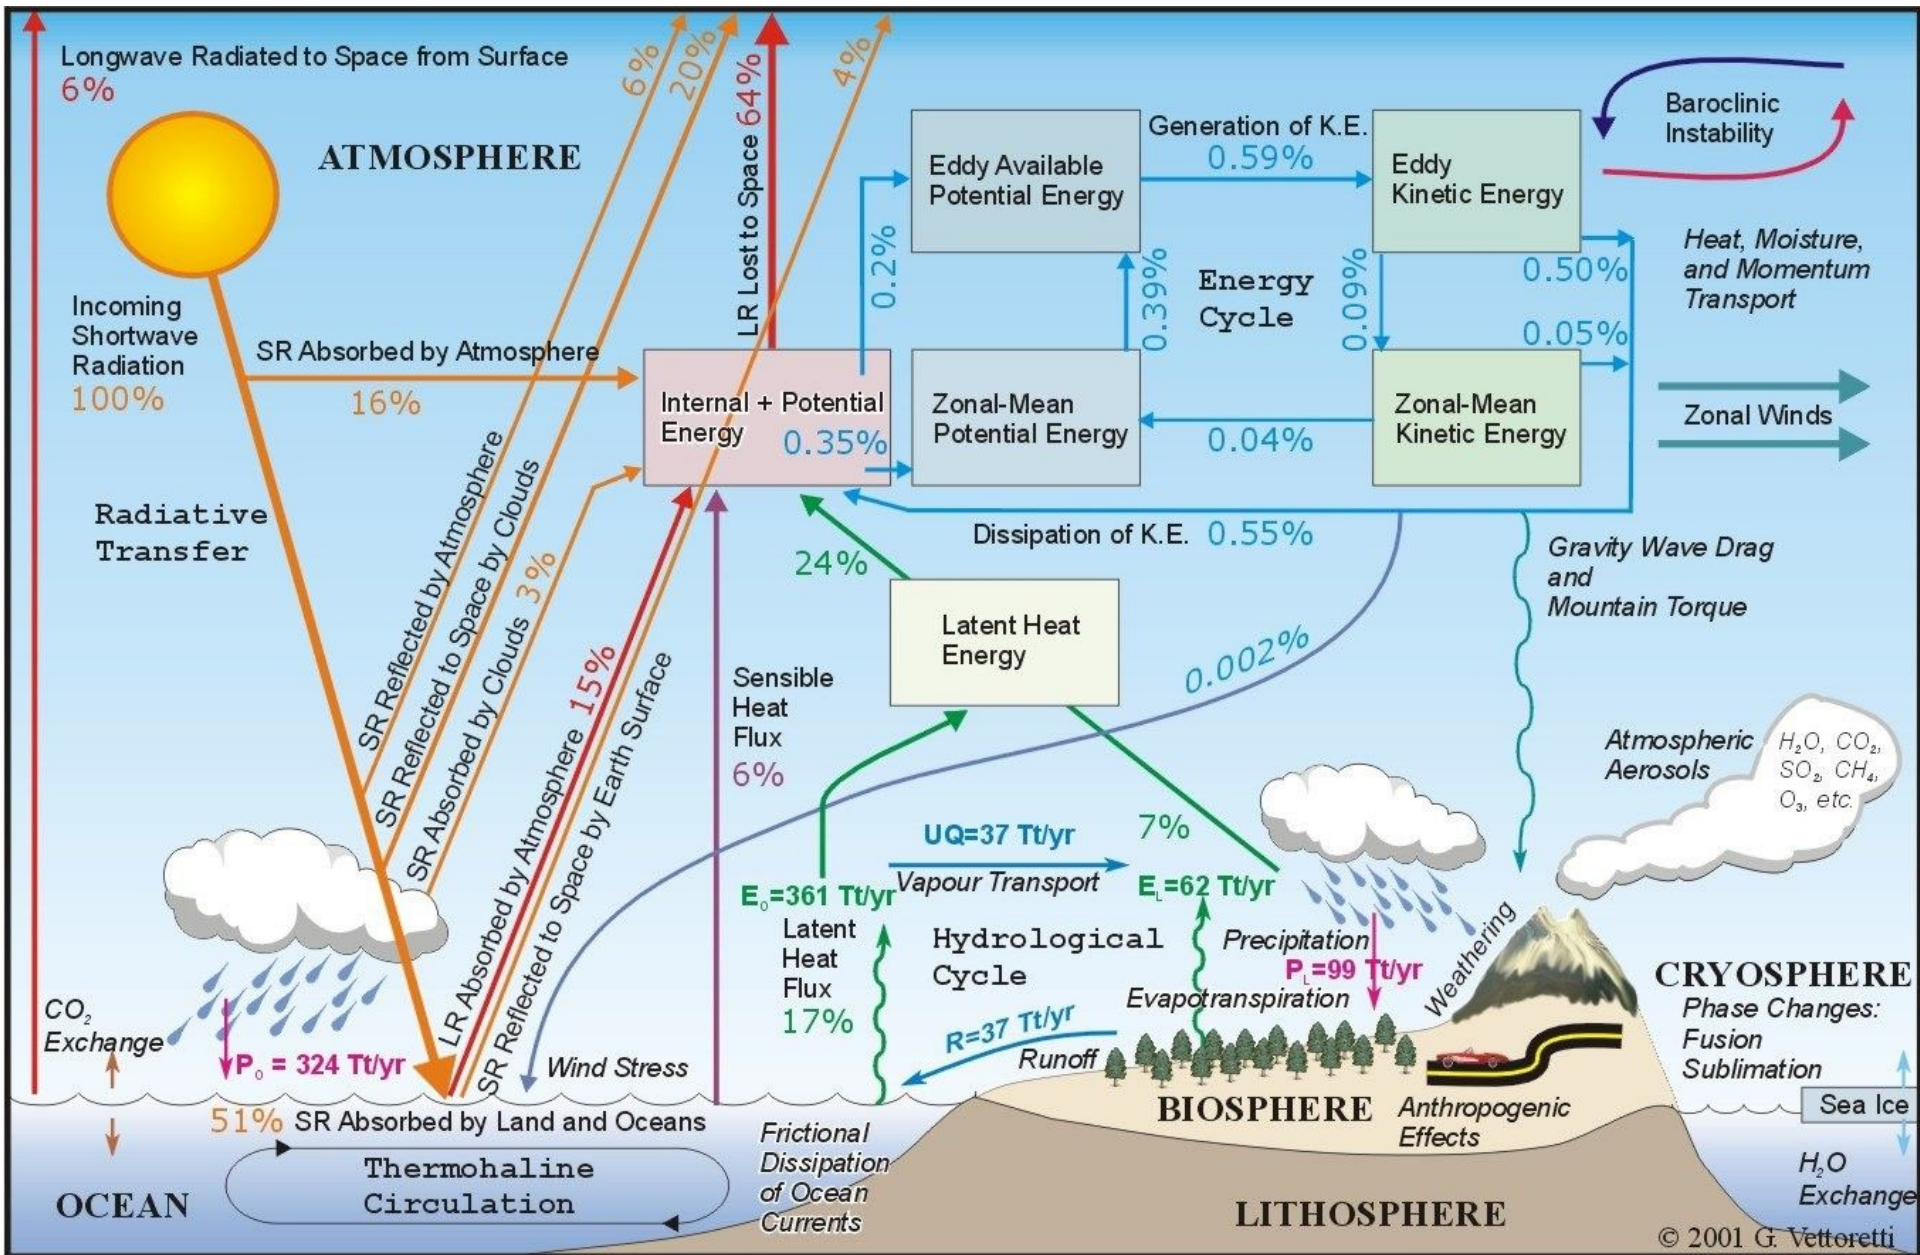 Longwave Radiated to Space from Surface
6%
ATMOSPHERE
6%
20%
LR Lost to Space 64%
4%
Incoming
Shortwave
Radiation
100%
SR Absorbed by Atmosphere
16%
Radiative
Transfer
SR Reflected by Atmosphere
SR Reflected to Space by Clouds
SR Absorbed by Clouds 3%
LR Absorbed by Atmosphere 15%
SR Reflected to Space by Earth Surface
Internal + Potential
Energy
0.35%
0.2%
Eddy Available
Potential Energy
Generation of K.E.
0.59%
Eddy
Kinetic Energy
Baroclinic
Instability
Heat, Moisture,
and Momentum
Transport
0.39%
Energy
Cycle
0.09%
0.50%
0.05%
Zonal-Mean
Potential Energy
0.04%
Zonal-Mean
Kinetic Energy
Zonal Winds
Dissipation of K.E. 0.55%
24%
Latent Heat
Energy
0.002%
Gravity Wave Drag
and
Mountain Torque
Sensible
Heat
Flux
6%
Atmospheric
Aerosols
H₂O, CO₂,
SO₂, CH₄,
O₃, etc.
7%
UQ=37 Tt/yr
Vapour Transport
E₀=361 Tt/yr
Latent
Heat
Flux
17%
E_L=62 Tt/yr
Hydrological
Cycle
Precipitation
P_L=99 Tt/yr
Evapotranspiration
Weathering
R=37 Tt/yr
Runoff
CRYOSPHERE
Phase Changes:
Fusion
Sublimation
CO₂
Exchange
P₀ = 324 Tt/yr
Wind Stress
51% SR Absorbed by Land and Oceans
Thermohaline
Circulation
OCEAN
Frictional
Dissipation
of Ocean
Currents
BIOSPHERE
Anthropogenic
Effects
Sea Ice
H₂O
Exchange
LITHOSPHERE
© 2001 G. Vettoretti